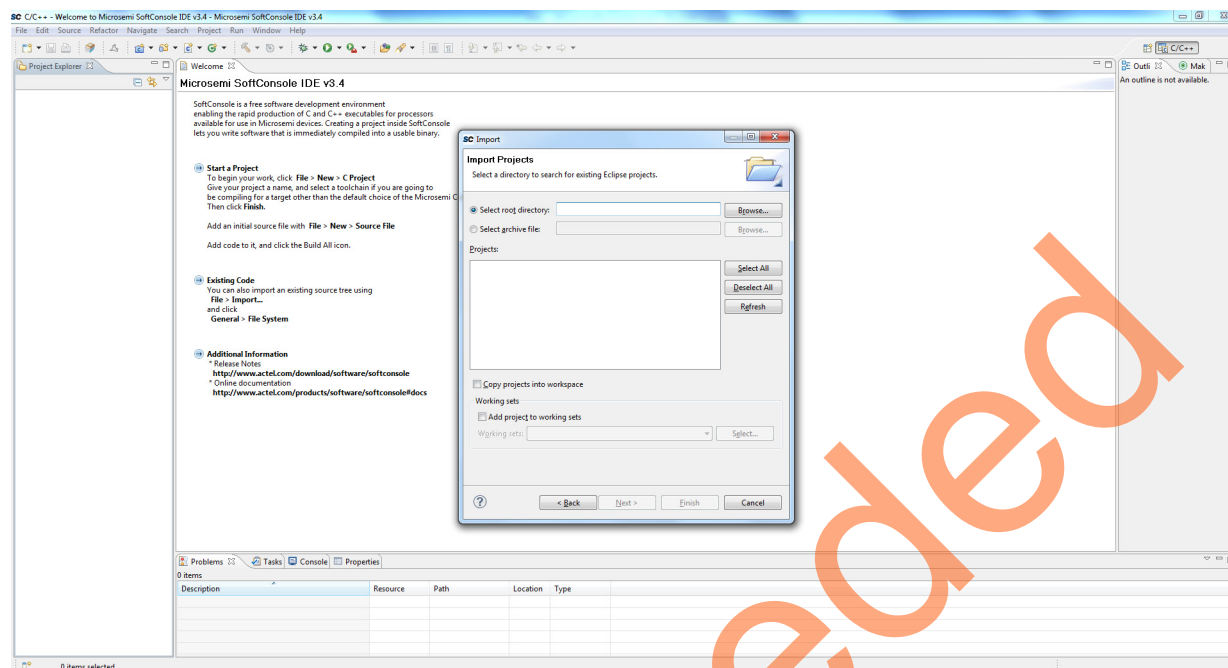 SC C/C++ - Welcome to Microsemi SoftConsole IDE v3.4 - Microsemi SoftConsole IDE v3.4
File Edit Source Refactor Navigate Search Project Run Window Help
C/C++
Project Explorer
Welcome
Outli
Mak
An outline is not available.
Microsemi SoftConsole IDE v3.4
SoftConsole is a free software development environment
enabling the rapid production of C and C++ executables for processors
available for use in Microsemi devices. Creating a project inside SoftConsole
lets you write software that is immediately compiled into a usable binary.
Start a Project
To begin your work, click File > New > C Project
Give your project a name, and select a toolchain if you are going to
be compiling for a target other than the default choice of the Microsemi C
Then click Finish.
Add an initial source file with File > New > Source File
Add code to it, and click the Build All icon.
Existing Code
You can also import an existing source tree using
File > Import...
and click
General > File System
Additional Information
* Release Notes
http://www.actel.com/download/software/softconsole
* Online documentation
http://www.actel.com/products/software/softconsole#docs
SC Import
Import Projects
Select a directory to search for existing Eclipse projects.
Select root directory:
Browse...
Select archive file:
Browse...
Projects:
Select All
Deselect All
Refresh
Copy projects into workspace
Working sets
Add project to working sets
Working sets:
Select...
?
< Back
Next >
Finish
Cancel
Problems
Tasks
Console
Properties
0 items
Description Resource Path Location Type
0 items selected
ded